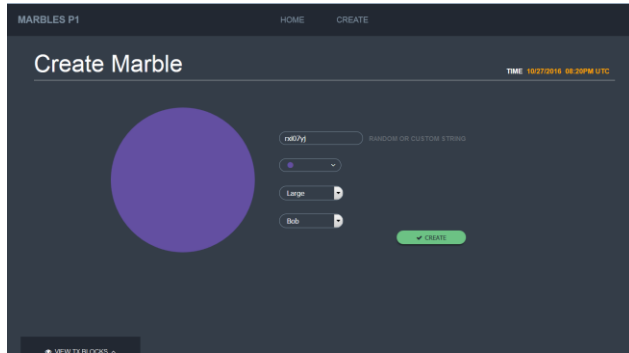 MARBLES P1 HOME CREATE
Create Marble
TIME 10/27/2016 08:20PM UTC
RANDOM OR CUSTOM STRING
Large
Bob
CREATE
VIEW TX BLOCKS